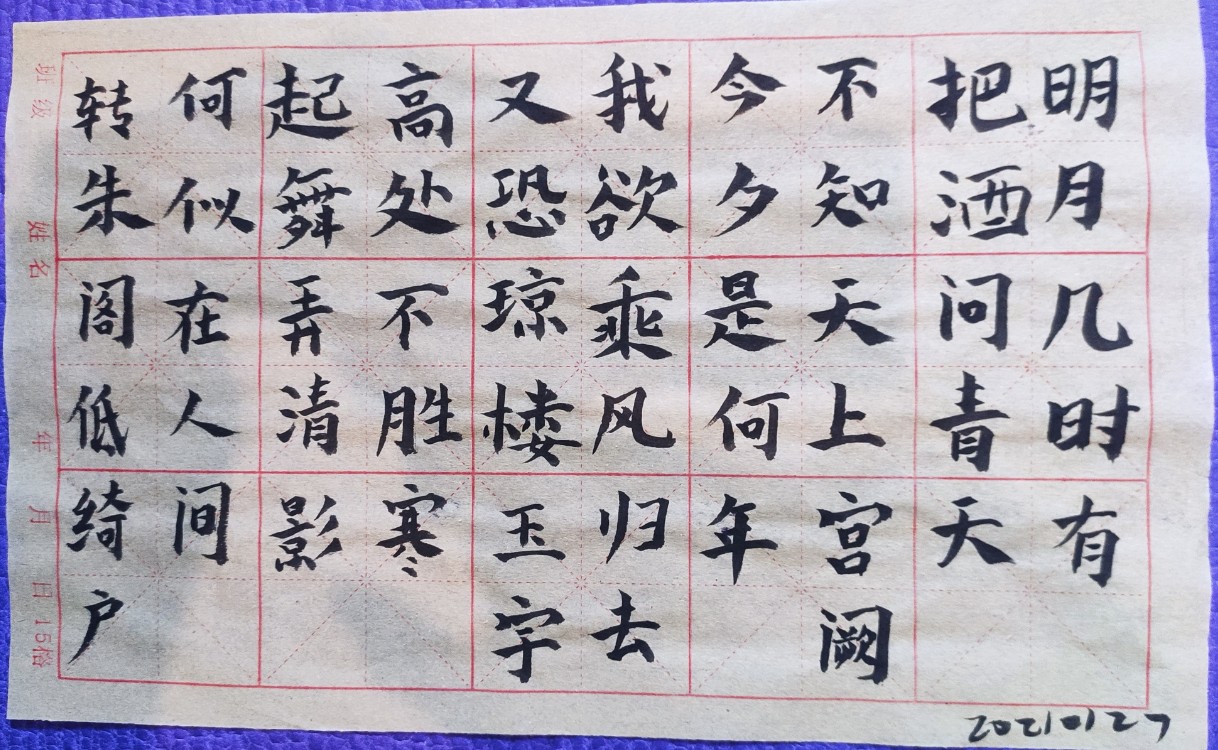 明月几时有
把酒问青天
不知天上宫阙
今夕是何年
我欲乘风归去
又恐琼楼玉宇
高处不胜寒
起舞弄清影
何似在人间
转朱阁低绮户
班级 姓名 年 月 日 15格
20210127